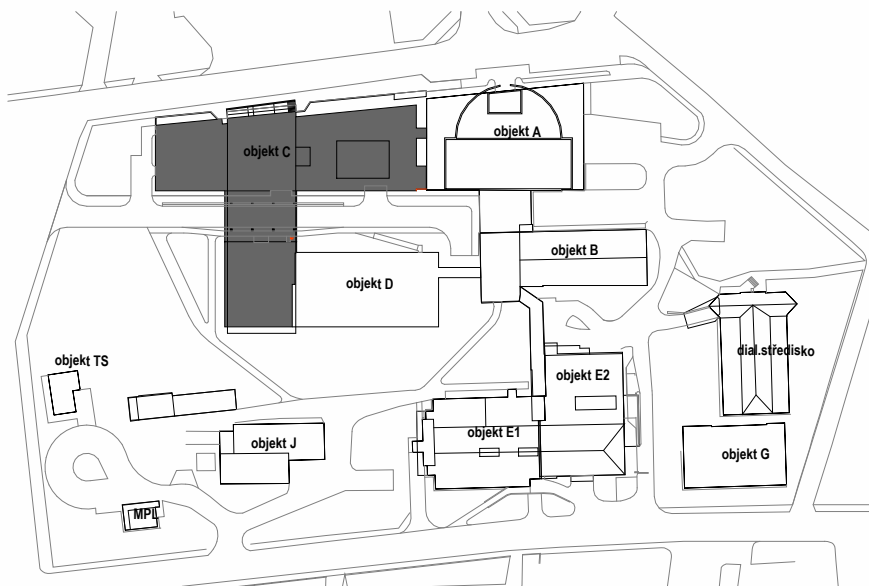 objekt A
objekt C
objekt B
objekt D
dial.středisko
objekt TS
objekt E2
objekt E1
objekt J
objekt G
MPL